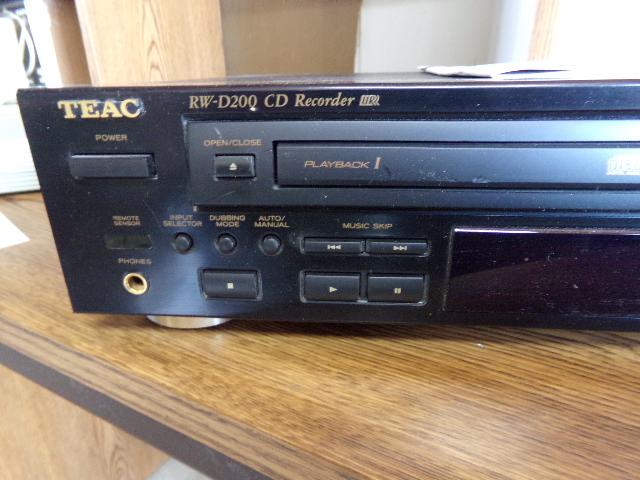 TEAC
RW-D200 CD Recorder
POWER
OPEN/CLOSE
PLAYBACK I
REMOTE SENSOR
INPUT SELECTOR
DUBBING MODE
AUTO/ MANUAL
MUSIC SKIP
PHONES